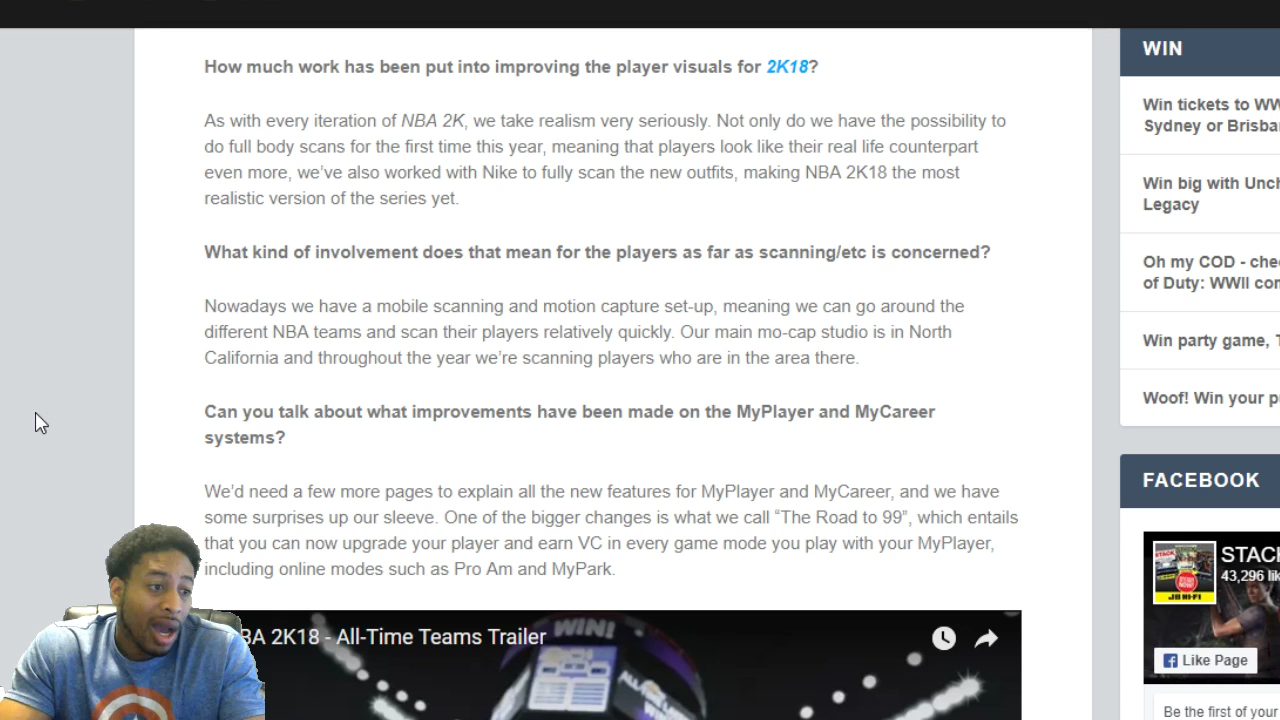 How much work has been put into improving the player visuals for 2K18?
As with every iteration of NBA 2K, we take realism very seriously. Not only do we have the possibility to
do full body scans for the first time this year, meaning that players look like their real life counterpart
even more, we've also worked with Nike to fully scan the new outfits, making NBA 2K18 the most
realistic version of the series yet.
What kind of involvement does that mean for the players as far as scanning/etc is concerned?
Nowadays we have a mobile scanning and motion capture set-up, meaning we can go around the
different NBA teams and scan their players relatively quickly. Our main mo-cap studio is in North
California and throughout the year we're scanning players who are in the area there.
Can you talk about what improvements have been made on the MyPlayer and MyCareer
systems?
We'd need a few more pages to explain all the new features for MyPlayer and MyCareer, and we have
some surprises up our sleeve. One of the bigger changes is what we call “The Road to 99”, which entails
that you can now upgrade your player and earn VC in every game mode you play with your MyPlayer,
including online modes such as Pro Am and MyPark.
BA 2K18 - All-Time Teams Trailer
WIN!
WIN
Win tickets to WW
Sydney or Brisba
Win big with Unch
Legacy
Oh my COD - che
of Duty: WWII co
Win party game, T
Woof! Win your p
FACEBOOK
STACK
JB HI-FI
STAC
43,296 lik
Like Page
Be the first of your